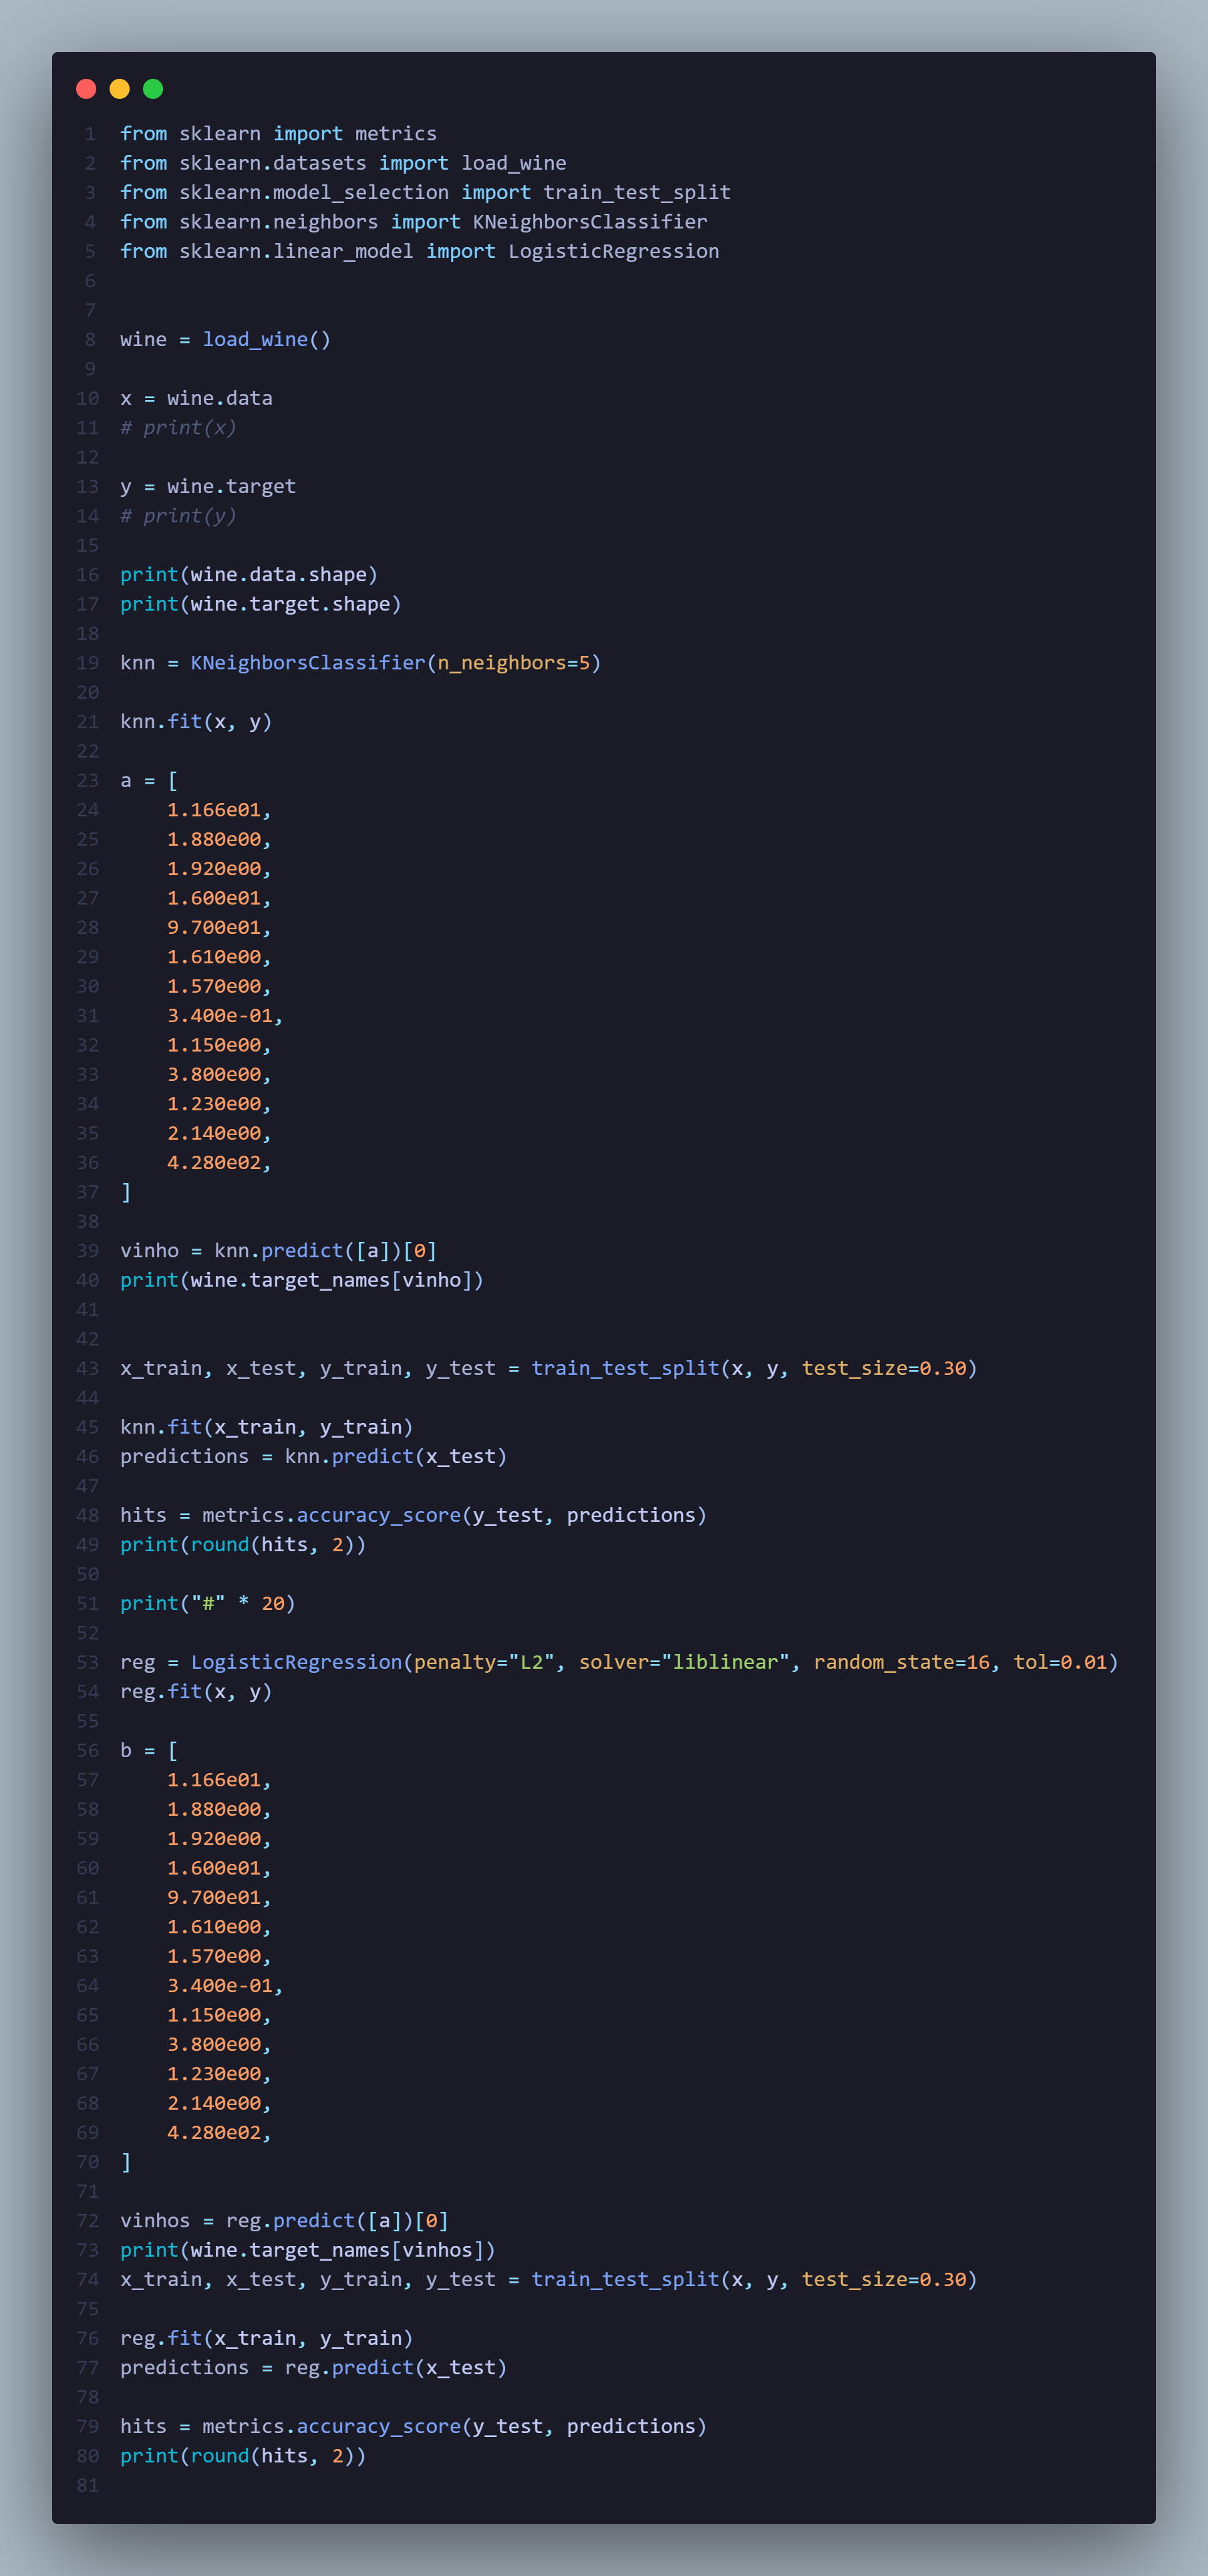 1 from sklearn import metrics
2 from sklearn.datasets import load_wine
3 from sklearn.model_selection import train_test_split
4 from sklearn.neighbors import KNeighborsClassifier
5 from sklearn.linear_model import LogisticRegression
6
7
8 wine = load_wine()
9
10 x = wine.data
11 # print(x)
12
13 y = wine.target
14 # print(y)
15
16 print(wine.data.shape)
17 print(wine.target.shape)
18
19 knn = KNeighborsClassifier(n_neighbors=5)
20
21 knn.fit(x, y)
22
23 a = [
24     1.166e01,
25     1.880e00,
26     1.920e00,
27     1.600e01,
28     9.700e01,
29     1.610e00,
30     1.570e00,
31     3.400e-01,
32     1.150e00,
33     3.800e00,
34     1.230e00,
35     2.140e00,
36     4.280e02,
37 ]
38
39 vinho = knn.predict([a])[0]
40 print(wine.target_names[vinho])
41
42
43 x_train, x_test, y_train, y_test = train_test_split(x, y, test_size=0.30)
44
45 knn.fit(x_train, y_train)
46 predictions = knn.predict(x_test)
47
48 hits = metrics.accuracy_score(y_test, predictions)
49 print(round(hits, 2))
50
51 print("#" * 20)
52
53 reg = LogisticRegression(penalty="L2", solver="liblinear", random_state=16, tol=0.01)
54 reg.fit(x, y)
55
56 b = [
57     1.166e01,
58     1.880e00,
59     1.920e00,
60     1.600e01,
61     9.700e01,
62     1.610e00,
63     1.570e00,
64     3.400e-01,
65     1.150e00,
66     3.800e00,
67     1.230e00,
68     2.140e00,
69     4.280e02,
70 ]
71
72 vinhos = reg.predict([a])[0]
73 print(wine.target_names[vinhos])
74 x_train, x_test, y_train, y_test = train_test_split(x, y, test_size=0.30)
75
76 reg.fit(x_train, y_train)
77 predictions = reg.predict(x_test)
78
79 hits = metrics.accuracy_score(y_test, predictions)
80 print(round(hits, 2))
81